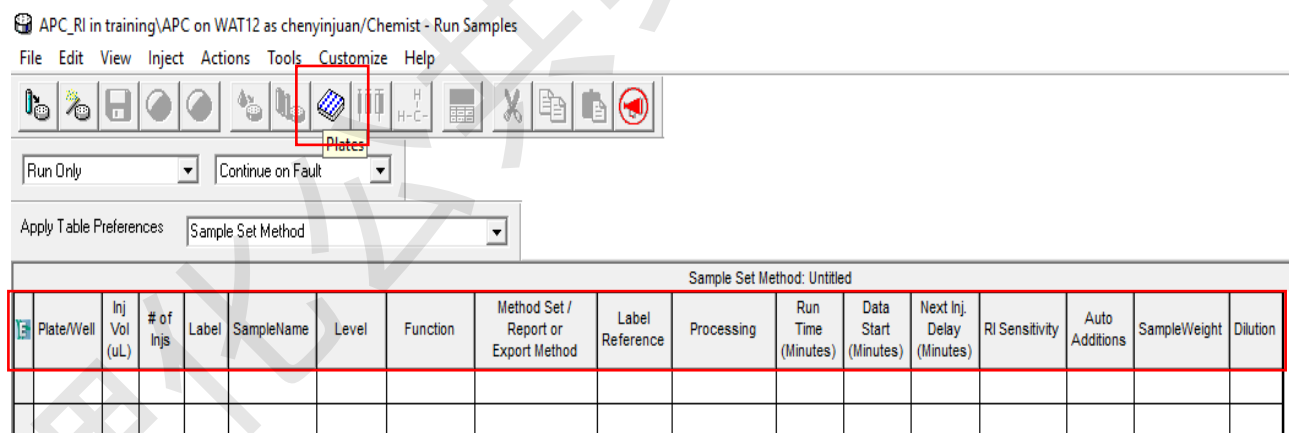 APC_RI in training\APC on WAT12 as chenyinjuan/Chemist - Run Samples
File Edit View Inject Actions Tools Customize Help
H
H-C-
Plates
Run Only Continue on Fault
Apply Table Preferences Sample Set Method
Sample Set Method: Untitled
Plate/Well
Inj
Vol
(uL)
# of
Injs
Label
SampleName
Level
Function
Method Set /
Report or
Export Method
Label
Reference
Processing
Run
Time
(Minutes)
Data
Start
(Minutes)
Next Inj.
Delay
(Minutes)
RI Sensitivity
Auto
Additions
SampleWeight
Dilution